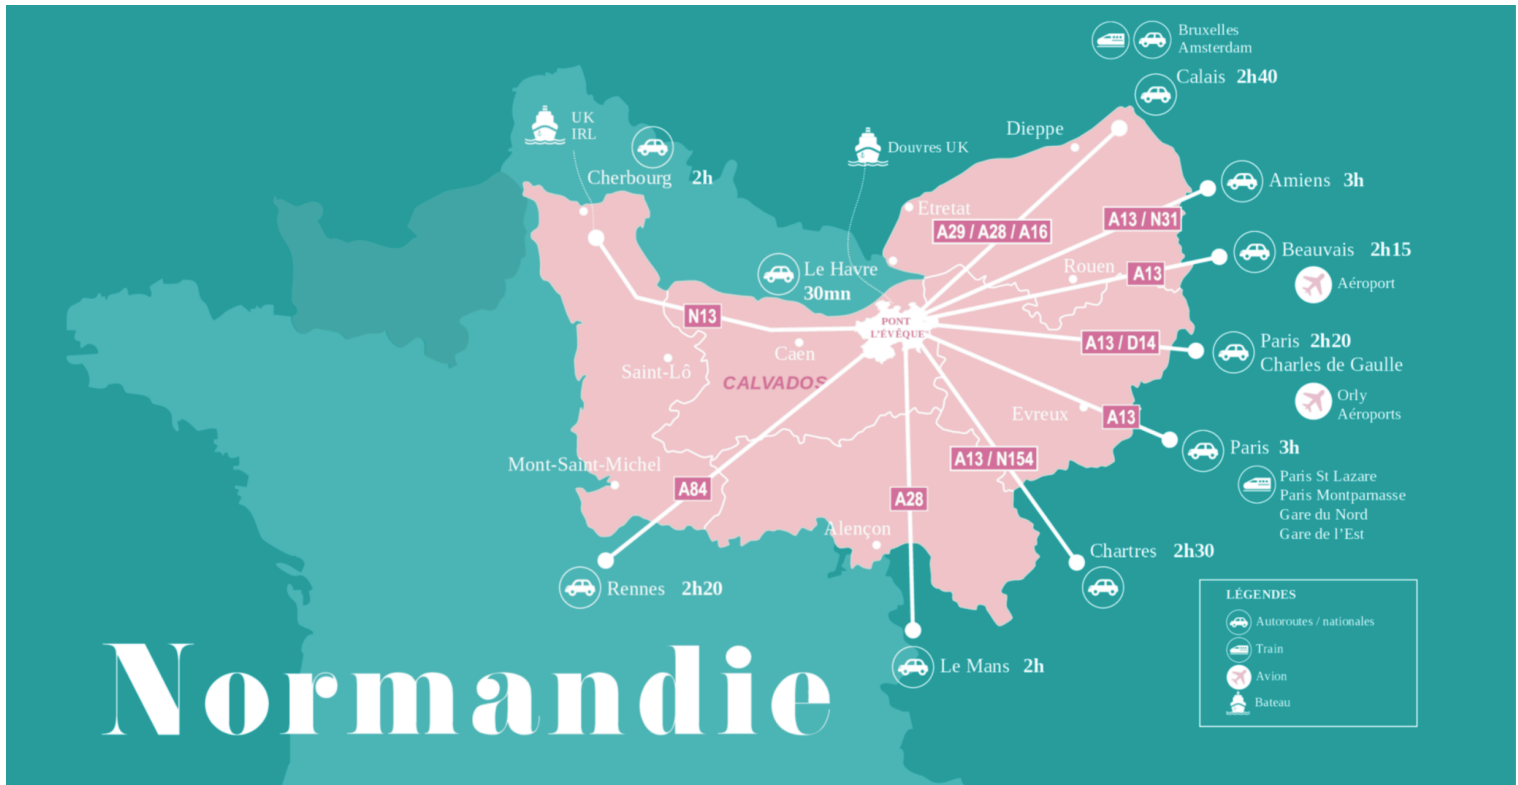 Bruxelles
Amsterdam
Calais 2h40
UK
IRL
Cherbourg 2h
Dieppe
Douvres UK
Amiens 3h
Etretat
A29 / A28 / A16
A13 / N31
Beauvais 2h15
Aéroport
Le Havre
30mn
Rouen
A13
N13
PONT
L'ÉVÊQUE
Caen
A13 / D14
Paris 2h20
Charles de Gaulle
Orly
Aéroports
Saint-Lô
CALVADOS
Evreux
A13
Paris 3h
Paris St Lazare
Paris Montparnasse
Gare du Nord
Gare de l'Est
Mont-Saint-Michel
A84
A13 / N154
A28
Alençon
Chartres 2h30
Rennes 2h20
Le Mans 2h
LÉGENDES
Autoroutes / nationales
Train
Avion
Bateau
Normandie